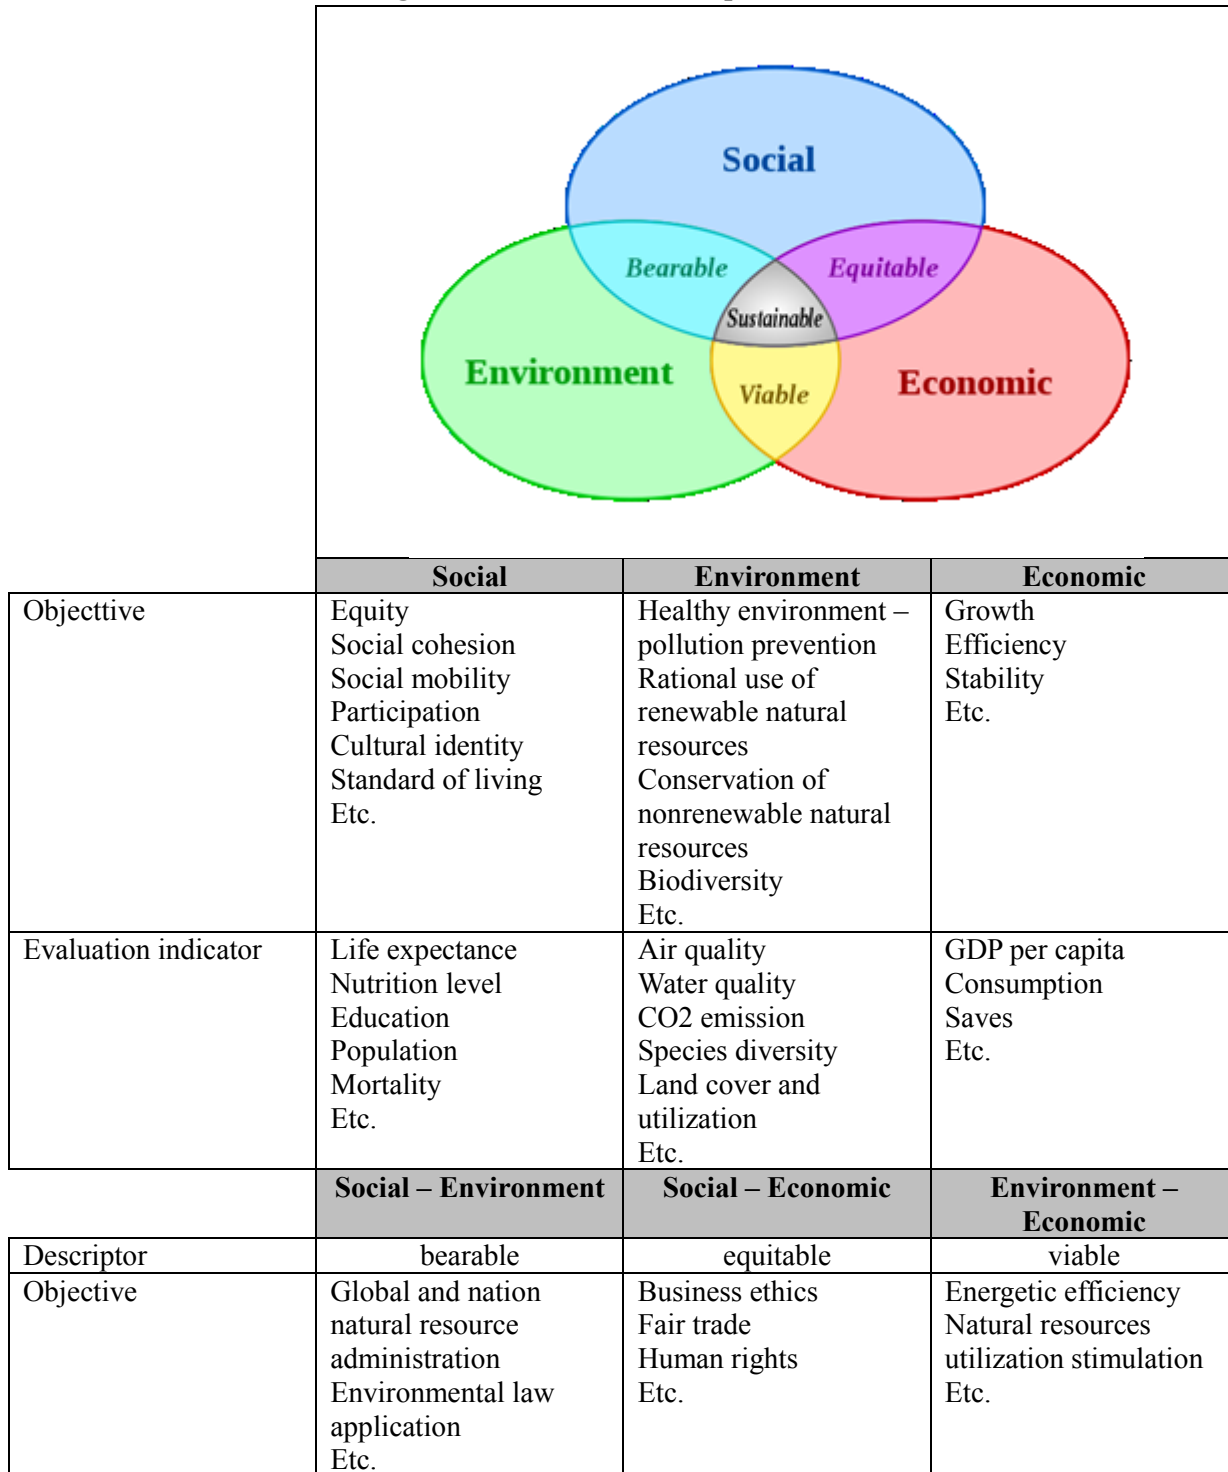 Social
Bearable
Equitable
Sustainable
Environment
Economic
Viable
Social
Environment
Economic
Objecttive
Equity
Social cohesion
Social mobility
Participation
Cultural identity
Standard of living
Etc.
Healthy environment –
pollution prevention
Rational use of
renewable natural
resources
Conservation of
nonrenewable natural
resources
Biodiversity
Etc.
Growth
Efficiency
Stability
Etc.
Evaluation indicator
Life expectance
Nutrition level
Education
Population
Mortality
Etc.
Air quality
Water quality
CO2 emission
Species diversity
Land cover and
utilization
Etc.
GDP per capita
Consumption
Saves
Etc.
Social – Environment
Social – Economic
Environment –
Economic
Descriptor
bearable
equitable
viable
Objective
Global and nation
natural resource
administration
Environmental law
application
Etc.
Business ethics
Fair trade
Human rights
Etc.
Energetic efficiency
Natural resources
utilization stimulation
Etc.